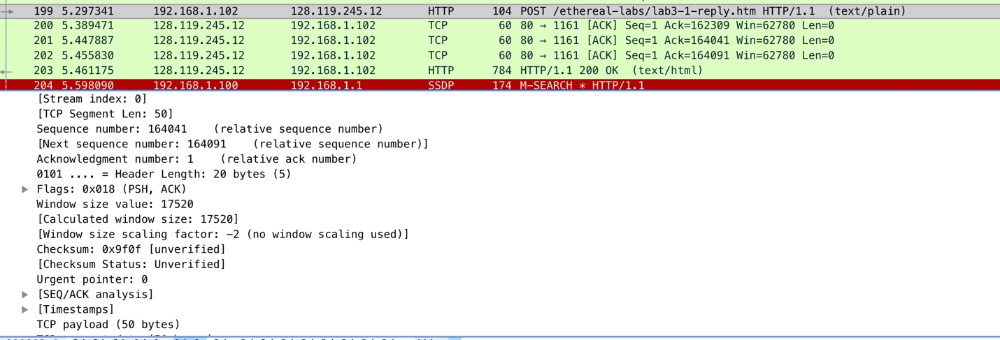 199 5.297341 192.168.1.102 128.119.245.12 HTTP 104 POST /ethereal-labs/lab3-1-reply.htm HTTP/1.1 (text/plain)
200 5.389471 128.119.245.12 192.168.1.102 TCP 60 80 → 1161 [ACK] Seq=1 Ack=162309 Win=62780 Len=0
201 5.447887 128.119.245.12 192.168.1.102 TCP 60 80 → 1161 [ACK] Seq=1 Ack=164041 Win=62780 Len=0
202 5.455830 128.119.245.12 192.168.1.102 TCP 60 80 → 1161 [ACK] Seq=1 Ack=164091 Win=62780 Len=0
203 5.461175 128.119.245.12 192.168.1.102 HTTP 784 HTTP/1.1 200 OK (text/html)
204 5.598090 192.168.1.100 192.168.1.1 SSDP 174 M-SEARCH * HTTP/1.1
[Stream index: 0]
[TCP Segment Len: 50]
Sequence number: 164041 (relative sequence number)
[Next sequence number: 164091 (relative sequence number)]
Acknowledgment number: 1 (relative ack number)
0101 .... = Header Length: 20 bytes (5)
Flags: 0x018 (PSH, ACK)
Window size value: 17520
[Calculated window size: 17520]
[Window size scaling factor: -2 (no window scaling used)]
Checksum: 0x9f0f [unverified]
[Checksum Status: Unverified]
Urgent pointer: 0
[SEQ/ACK analysis]
[Timestamps]
TCP payload (50 bytes)